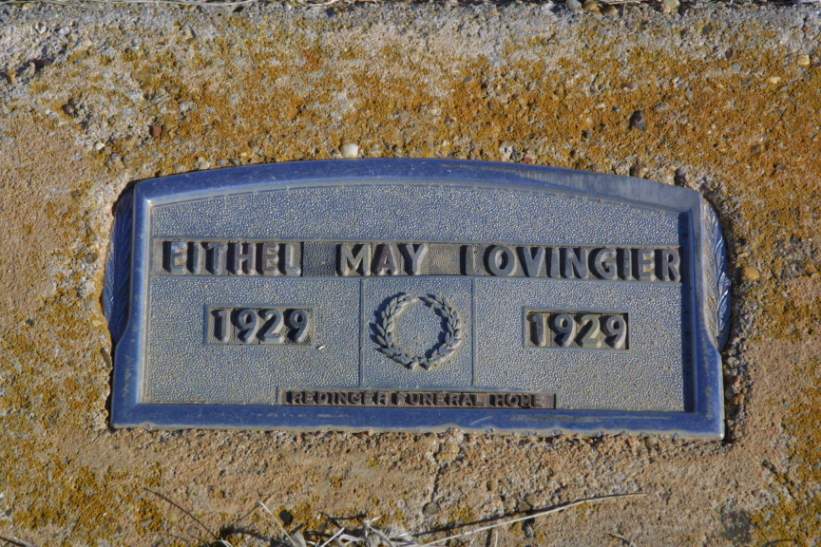 EITHEL MAY LOVINGIER
1929 1929
REDINGER FUNERAL HOME